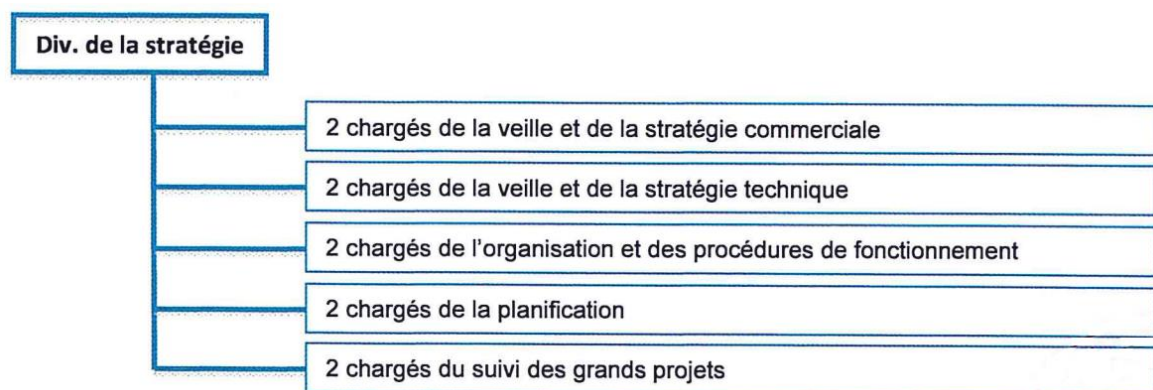 Div. de la stratégie
2 chargés de la veille et de la stratégie commerciale
2 chargés de la veille et de la stratégie technique
2 chargés de l'organisation et des procédures de fonctionnement
2 chargés de la planification
2 chargés du suivi des grands projets